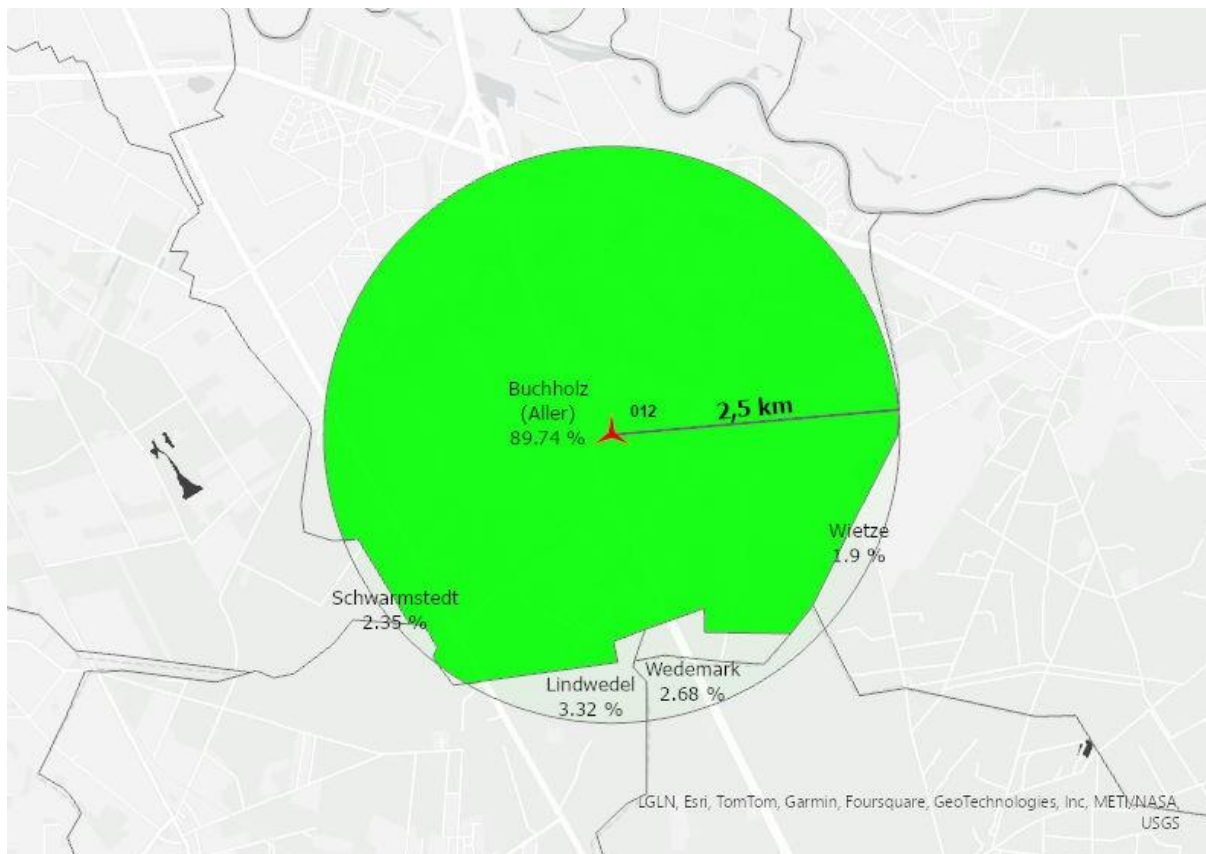 Buchholz
(Aller)
89.74 %
012
2,5 km
Wietze
1.9 %
Schwarmstedt
2.35 %
Wedemark
2.68 %
Lindwedel
3.32 %
LGLN, Esri, TomTom, Garmin, Foursquare, GeoTechnologies, Inc, METI/NASA,
USGS